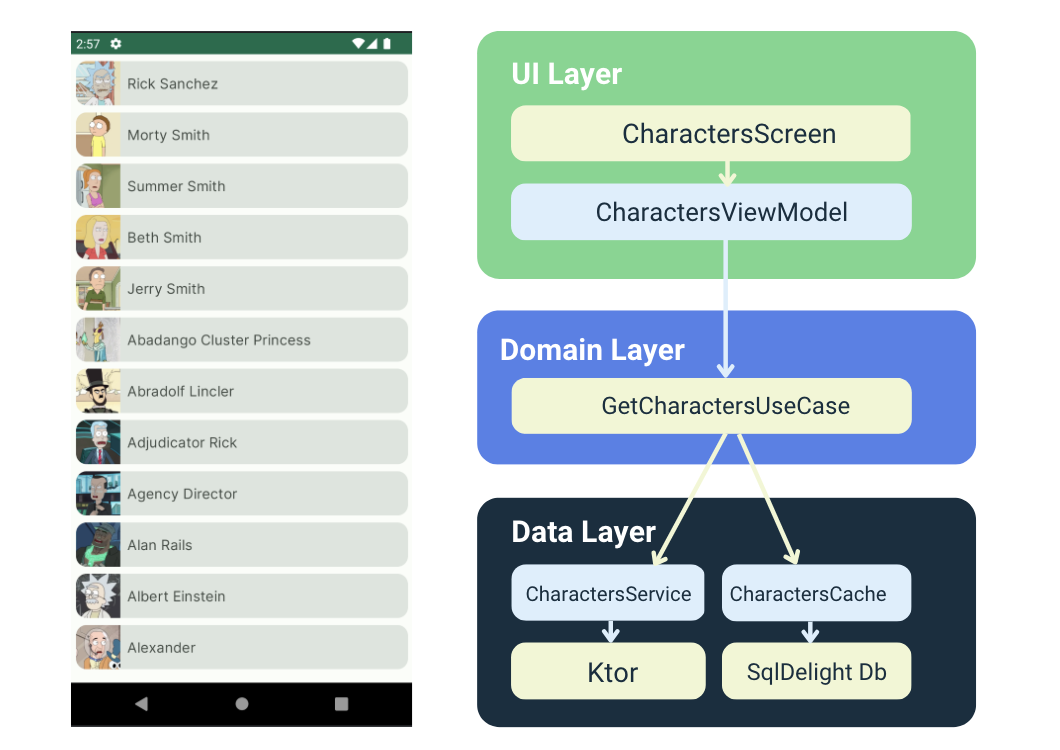 2:57
Rick Sanchez
Morty Smith
Summer Smith
Beth Smith
Jerry Smith
Abadango Cluster Princess
Abradolf Lincler
Adjudicator Rick
Agency Director
Alan Rails
Albert Einstein
Alexander
UI Layer
CharactersScreen
CharactersViewModel
Domain Layer
GetCharactersUseCase
Data Layer
CharactersService
CharactersCache
Ktor
SqlDelight Db